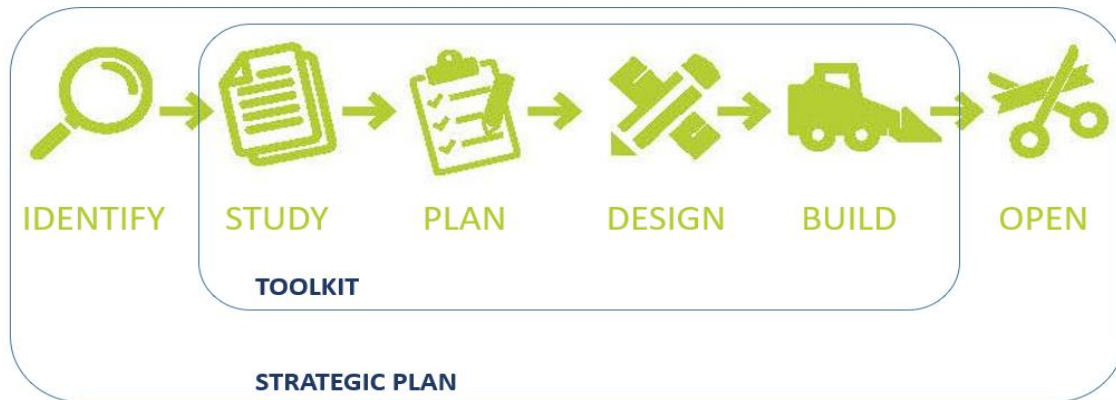 IDENTIFY STUDY PLAN DESIGN BUILD OPEN
TOOLKIT
STRATEGIC PLAN